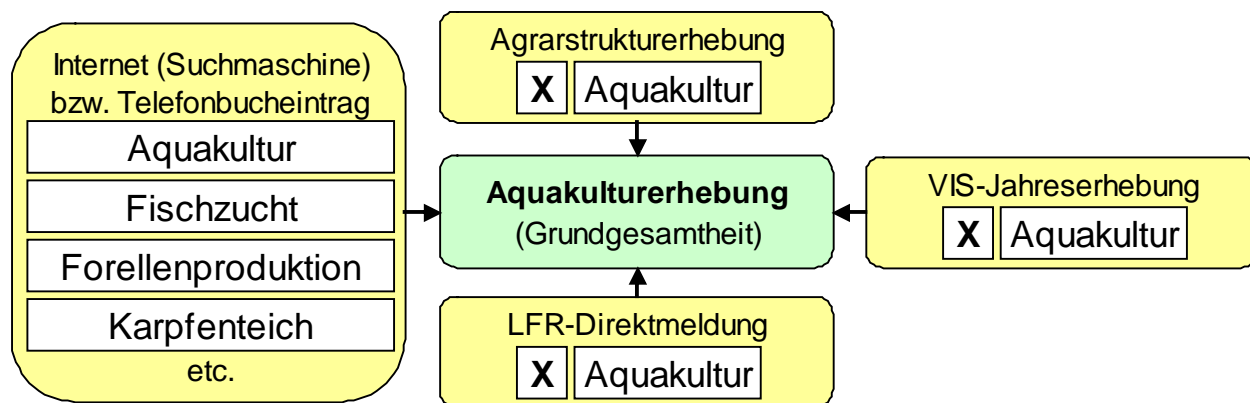 Internet (Suchmaschine)
bzw. Telefonbucheintrag
Aquakultur
Fischzucht
Forellenproduktion
Karpfenteich
etc.
Agrarstrukturerhebung
X Aquakultur
Aquakulturerhebung
(Grundgesamtheit)
LFR-Direktmeldung
X Aquakultur
VIS-Jahreserhebung
X Aquakultur